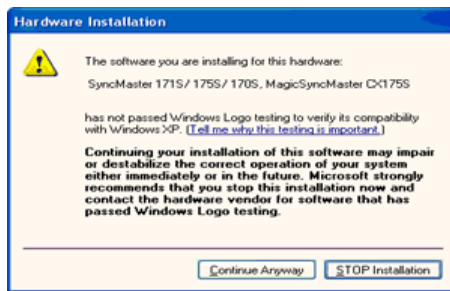 Hardware Installation
The software you are installing for this hardware:
SyncMaster 171S/ 175S/ 170S, MagicSyncMaster CX175S
has not passed Windows Logo testing to verify its compatibility
with Windows XP. (Tell me why this testing is important.)
Continuing your installation of this software may impair
or destabilize the correct operation of your system
either immediately or in the future. Microsoft strongly
recommends that you stop this installation now and
contact the hardware vendor for software that has
passed Windows Logo testing.
Continue Anyway
STOP Installation